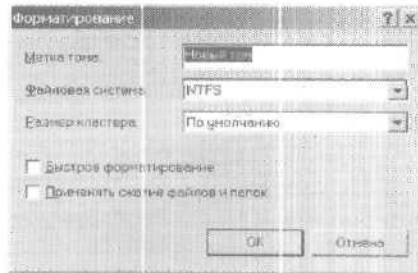 Форматирование
Метка тома:
Новый том
Файловая система:
NTFS
Размер кластера:
По умолчанию
Быстрое форматирование
Применять сжатие файлов и папок
ОК
Отмена